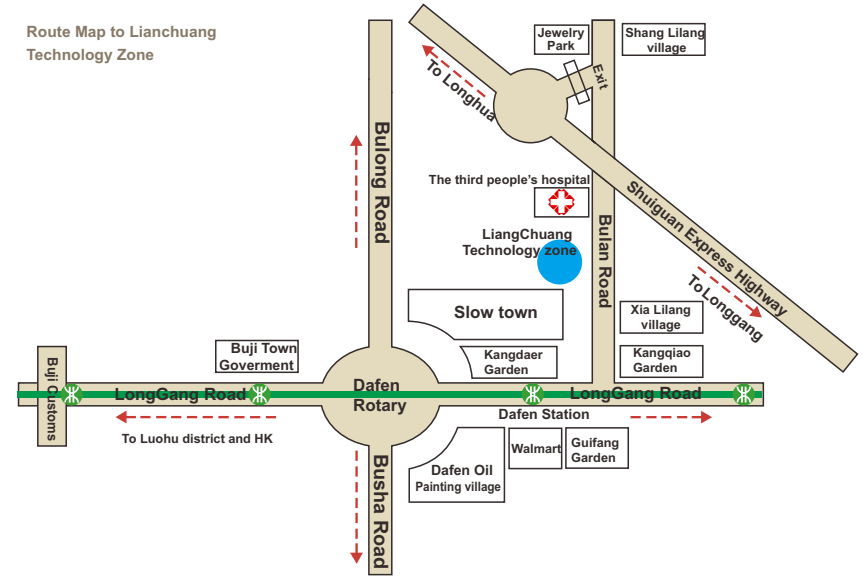 Route Map to Lianchuang
Technology Zone
Jewelry
Park
Shang Lilang
village
Exit
To Longhua
Bulong Road
The third people's hospital
Shuiguan Express Highway
LiangChuang
Technology zone
Bulan Road
To Longgang
Slow town
Xia Lilang
village
Buji Town
Goverment
Kangdaer
Garden
Kangqiao
Garden
Buji Customs
LongGang Road
Dafen
Rotary
LongGang Road
Dafen Station
To Luohu district and HK
Busha Road
Dafen Oil
Painting village
Walmart
Guifang
Garden